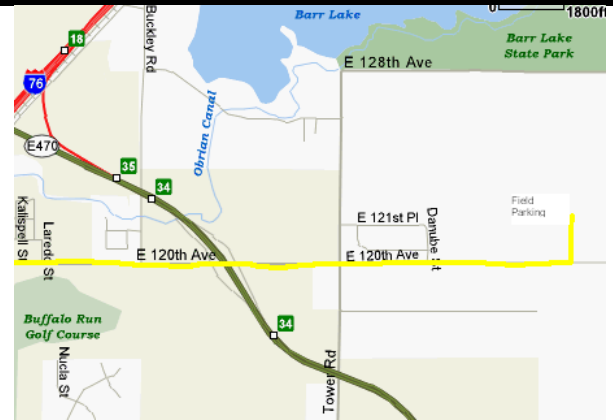 0
1800ft
Barr Lake
Barr Lake
State Park
18
Buckley Rd
E 128th Ave
76
Obrian Canal
E470
35
34
Kalispell St
Laredo St
E 121st Pl
Danube St
Field
Parking
E 120th Ave
E 120th Ave
Buffalo Run
Golf Course
34
Nucla St
Tower Rd